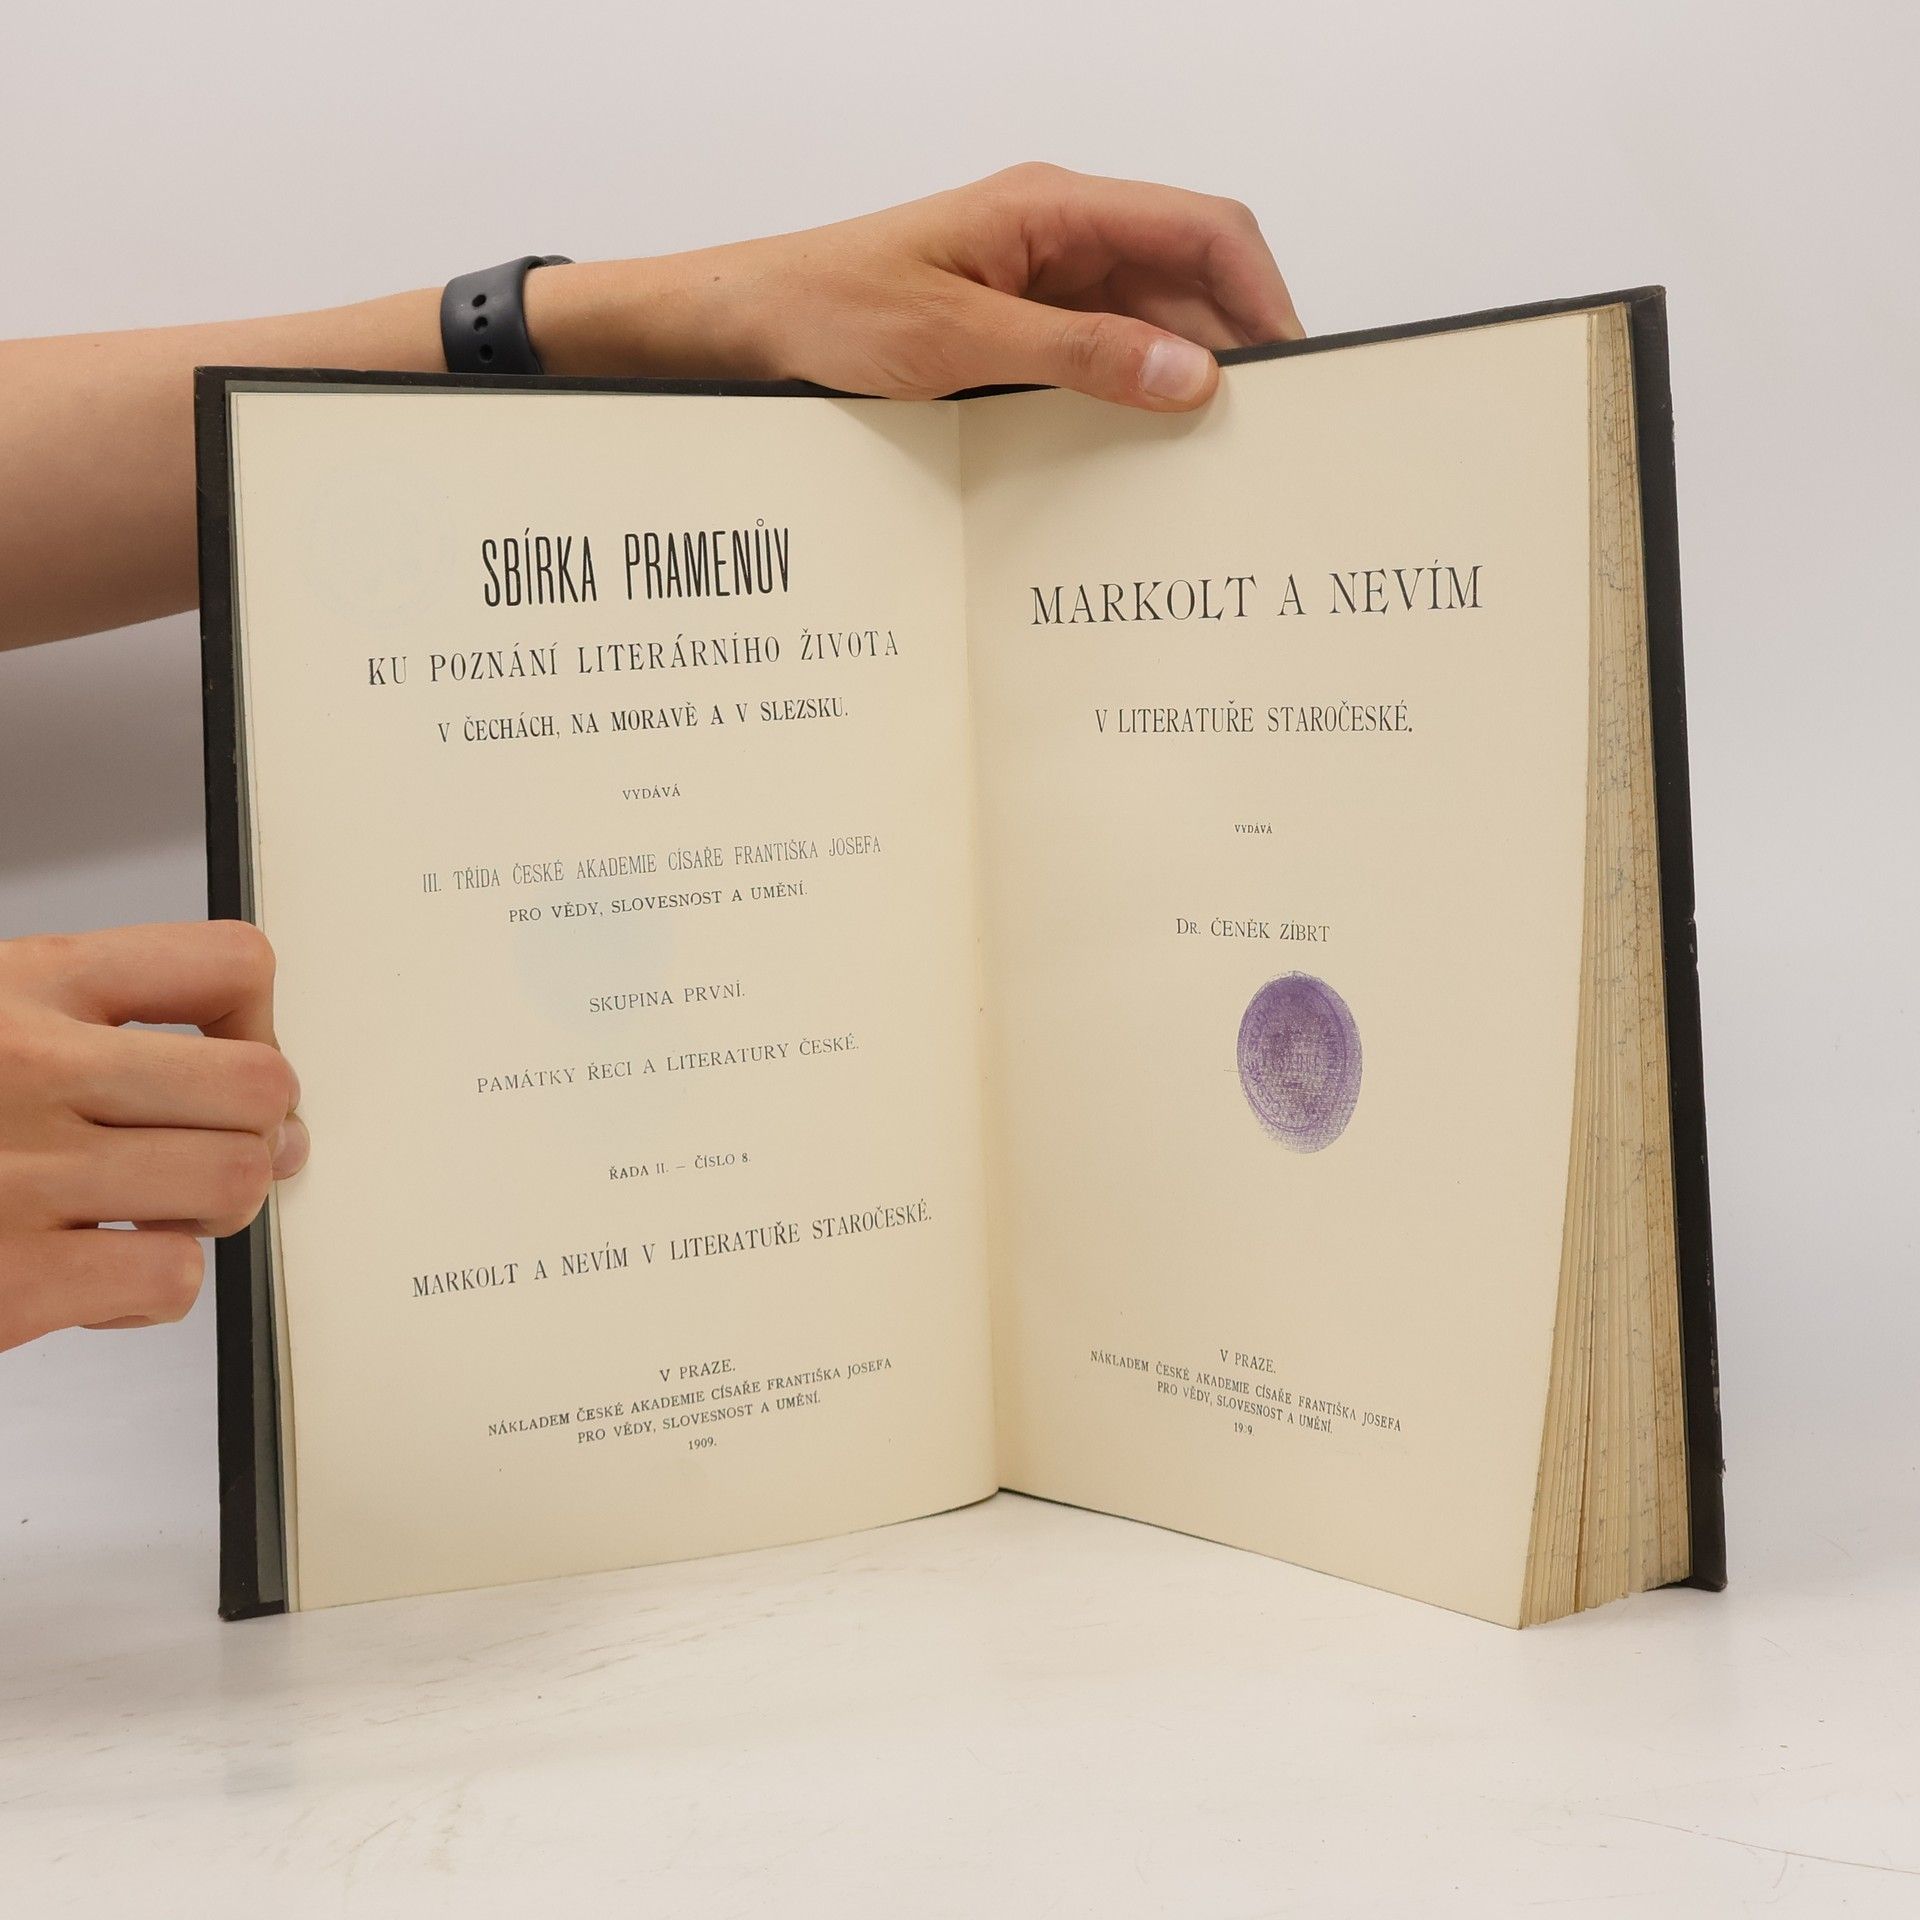 SBÍRKA PRAMENŮV
KU POZNÁNÍ LITERÁRNÍHO ŽIVOTA
V ČECHÁCH, NA MORAVĚ A V SLEZSKU.
VYDÁVÁ
III. TŘÍDA ČESKÉ AKADEMIE CÍSAŘE FRANTIŠKA JOSEFA
PRO VĚDY, SLOVESNOST A UMĚNÍ.
SKUPINA PRVNÍ.
PAMÁTKY ŘECI A LITERATURY ČESKÉ.
ŘADA II. — ČÍSLO 8.
MARKOLT A NEVÍM V LITERATUŘE STAROČESKÉ.
V PRAZE.
NÁKLADEM ČESKÉ AKADEMIE CÍSAŘE FRANTIŠKA JOSEFA
PRO VĚDY, SLOVESNOST A UMĚNÍ.
1909.
MARKOLT A NEVÍM
V LITERATUŘE STAROČESKÉ.
VYDÁVÁ
DR. ČENĚK ZÍBRT
V PRAZE.
NÁKLADEM ČESKÉ AKADEMIE CÍSAŘE FRANTIŠKA JOSEFA
PRO VĚDY, SLOVESNOST A UMĚNÍ.
1909.